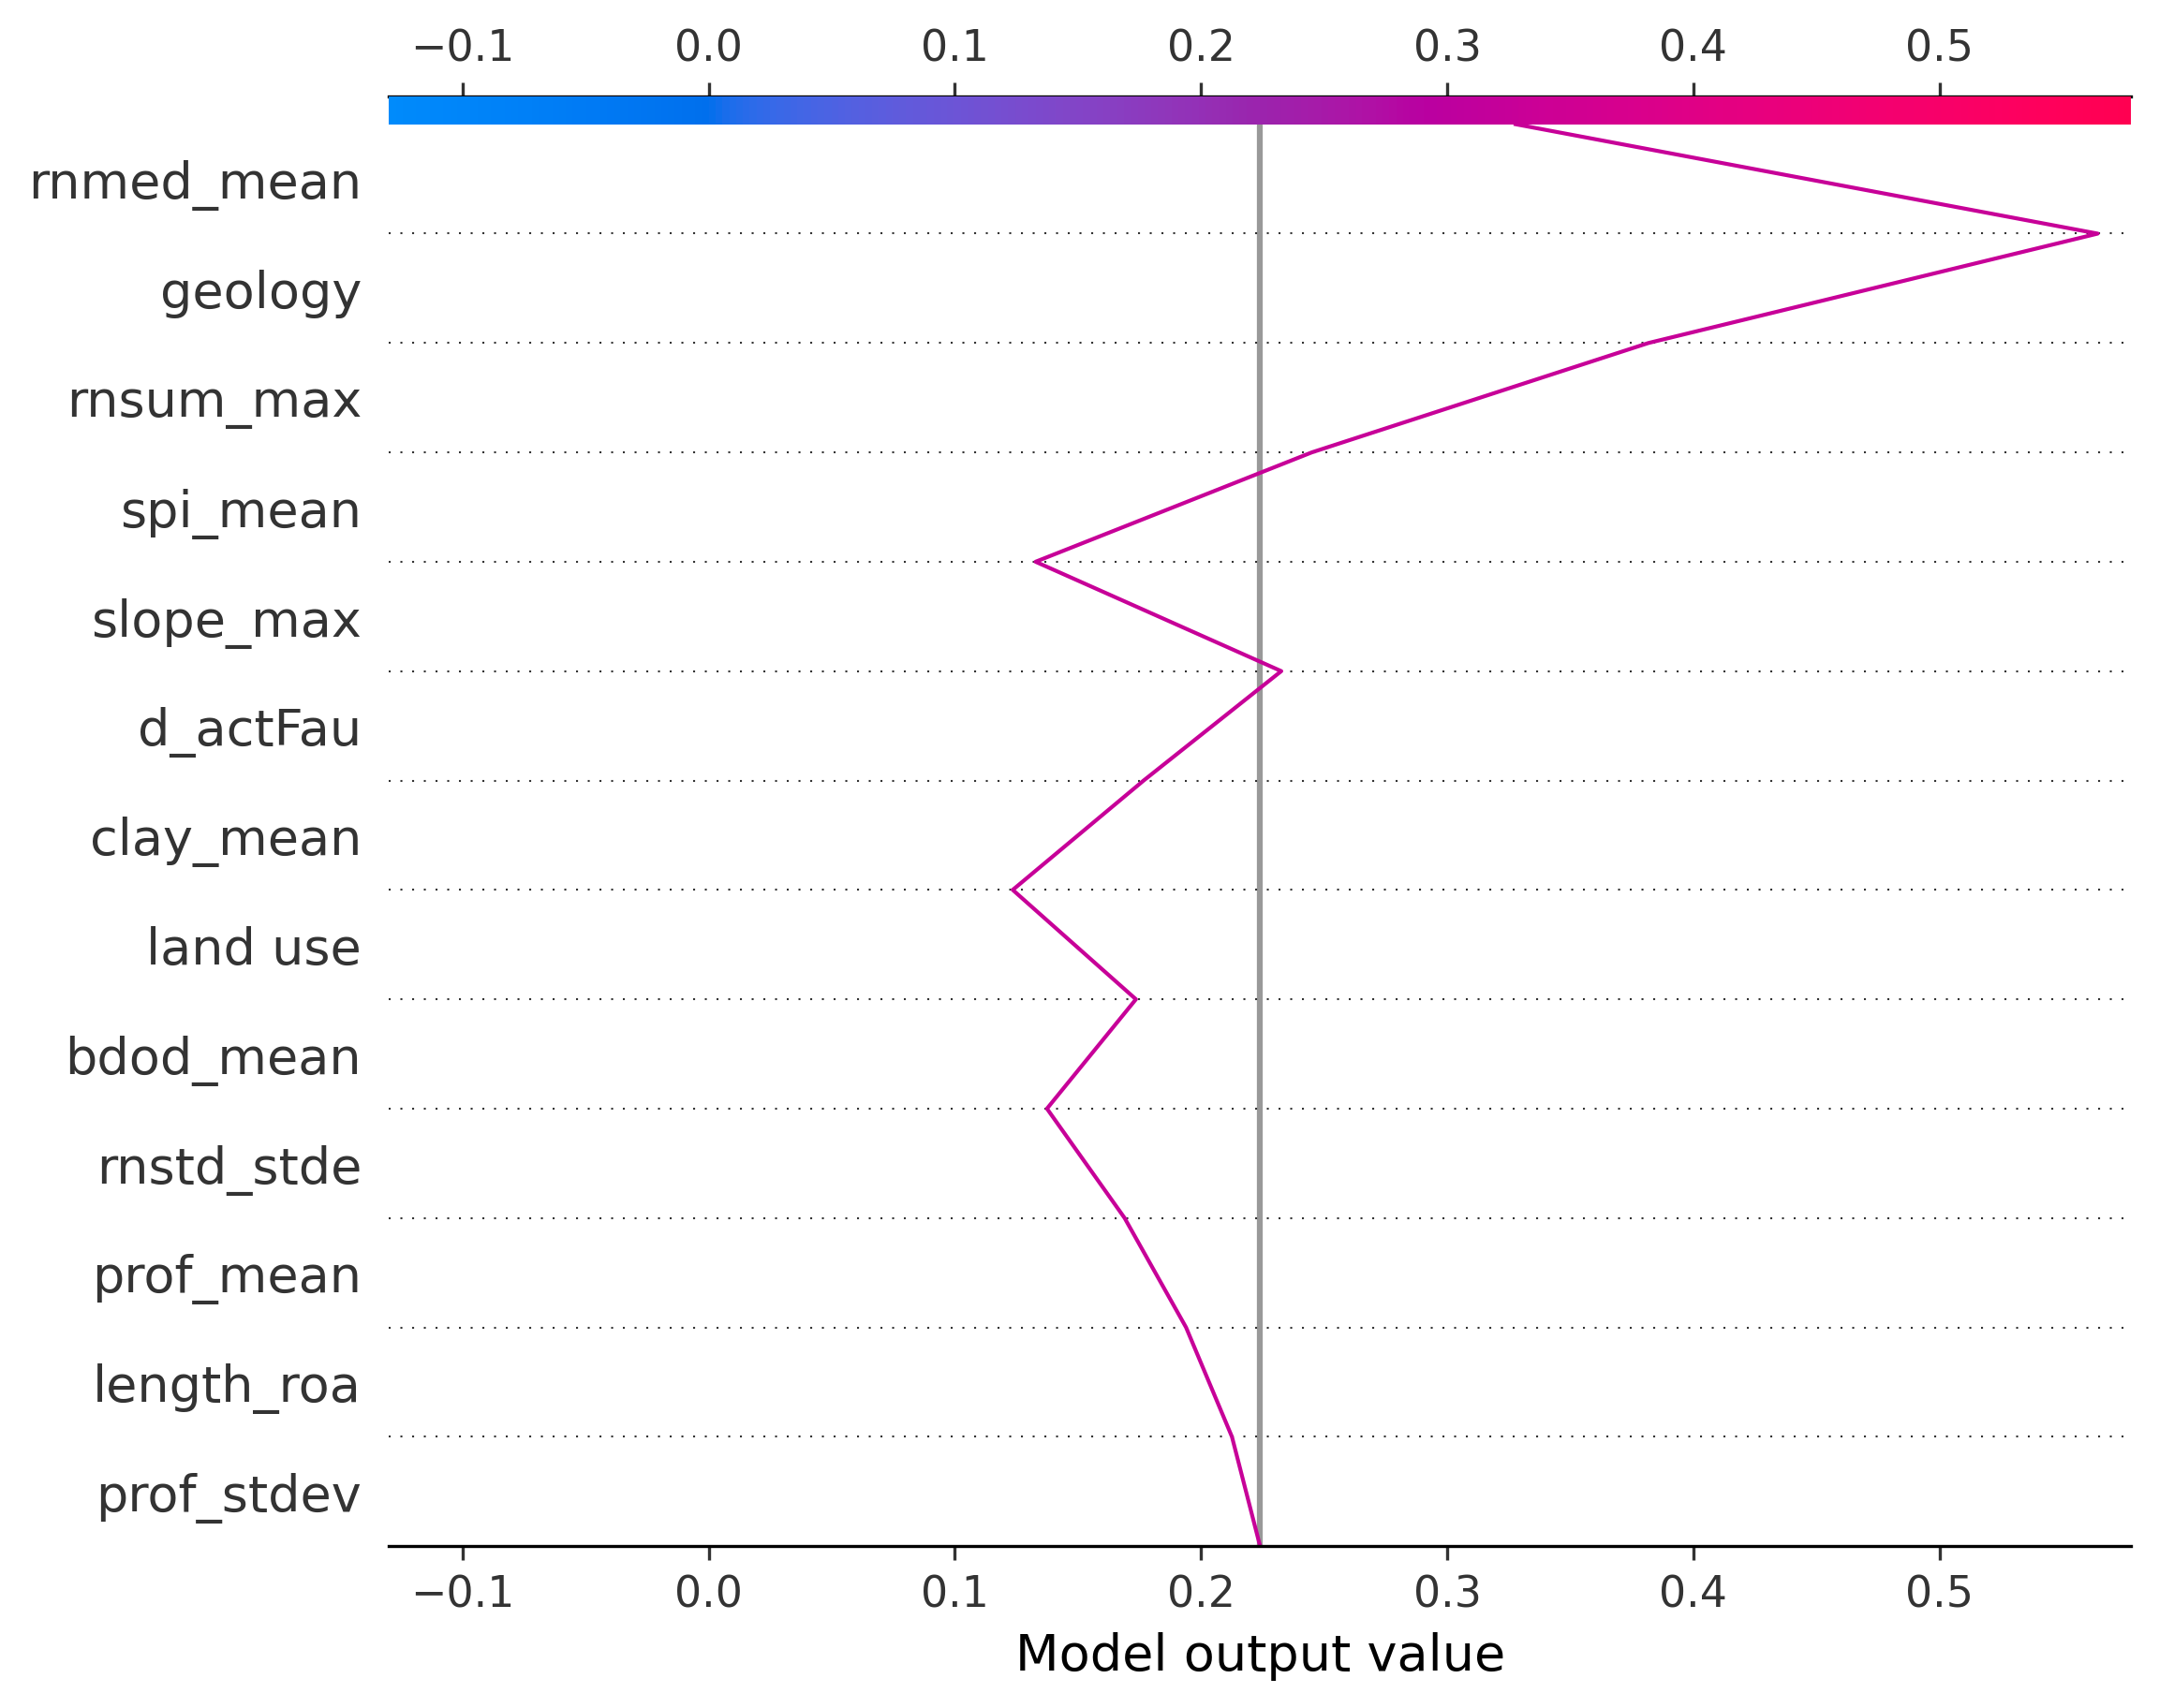 −0.1 0.0 0.1 0.2 0.3 0.4 0.5
rnmed_mean
geology
rnsum_max
spi_mean
slope_max
d_actFau
clay_mean
land use
bdod_mean
rnstd_stde
prof_mean
length_roa
prof_stdev
−0.1 0.0 0.1 0.2 0.3 0.4 0.5
Model output value